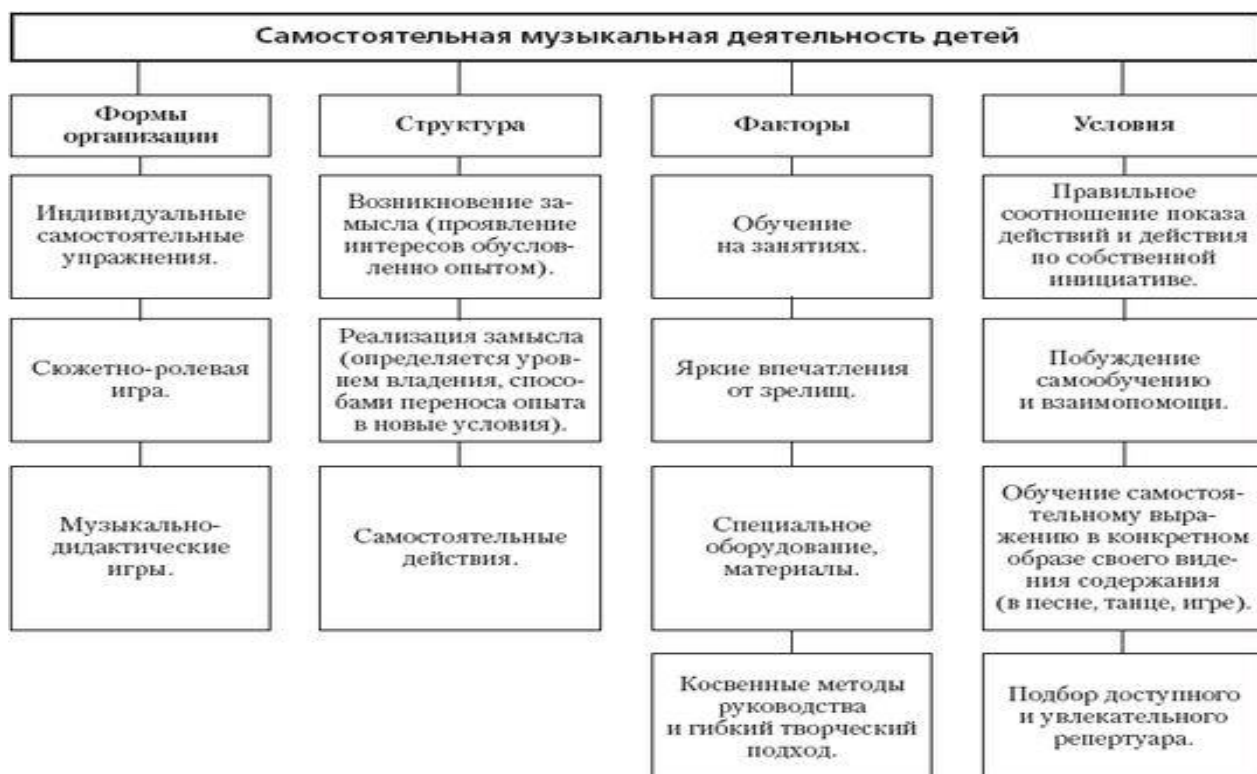 Самостоятельная музыкальная деятельность детей
Формы
организации
Индивидуальные
самостоятельные
упражнения.
Сюжетно-ролевая
игра.
Музыкально-
дидактические
игры.
Структура
Возникновение за-
мысла (проявление
интересов обуслов-
ленно опытом).
Реализация замысла
(определяется уров-
нем владения, спосо-
бами переноса опыта
в новые условия).
Самостоятельные
действия.
Факторы
Обучение
на занятиях.
Яркие впечатления
от зрелищ.
Специальное
оборудование,
материалы.
Косвенные методы
руководства
и гибкий творческий
подход.
Условия
Правильное
соотношение показа
действий и действия
по собственной
инициативе.
Побуждение
самообучению
и взаимопомощи.
Обучение самостоя-
тельному выра-
жению в конкретном
образе своего виде-
ния содержания
(в песне, танце, игре).
Подбор доступного
и увлекательного
репертуара.